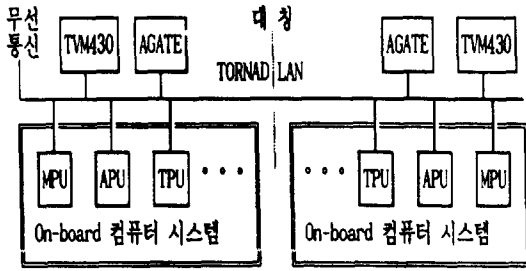 무선
통신
TVM430
AGATE
대칭
AGATE
TVM430
TORNAD LAN
MPU
APU
TPU
• • •
• • •
TPU
APU
MPU
On-board 컴퓨터 시스템
On-board 컴퓨터 시스템